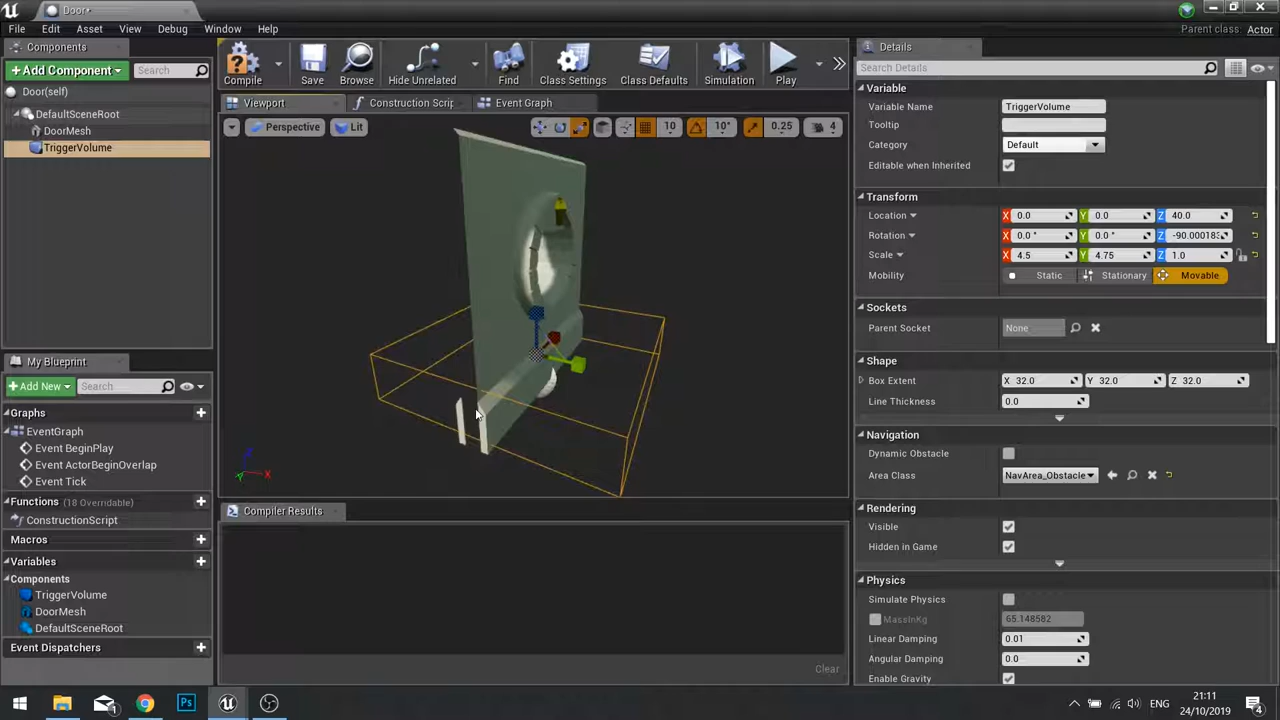 Door*
File Edit Asset View Window Debug Help
Parent class: Actor
Components
+Add Component
Search
Door(self)
DefaultSceneRoot
DoorMesh
TriggerVolume
Compile
Save
Browse
Hide Unrelated
Find
Class Settings
Class Defaults
Simulation
Play
Viewport
Construction Scrip
Event Graph
Perspective
Lit
10
10°
0.25
4
My Blueprint
+Add New
Search
Graphs
EventGraph
Event BeginPlay
Event ActorBeginOverlap
Event Tick
Functions (18 Overridable)
ConstructionScript
Macros
Variables
Components
TriggerVolume
DoorMesh
DefaultSceneRoot
Event Dispatchers
Compiler Results
Clear
Details
Search Details
Variable
Variable Name TriggerVolume
Tooltip
Category Default
Editable when Inherited
Transform
Location X 0.0 Y 0.0 Z 40.0
Rotation X 0.0 ° Y 0.0 ° Z -90.00018
Scale X 4.5 Y 4.75 Z 1.0
Mobility Static Stationary Movable
Sockets
Parent Socket None
Shape
Box Extent X 32.0 Y 32.0 Z 32.0
Line Thickness 0.0
Navigation
Dynamic Obstacle
Area Class NavArea_Obstacle
Rendering
Visible
Hidden in Game
Physics
Simulate Physics
MassInKg 65.148582
Linear Damping 0.01
Angular Damping 0.0
Enable Gravity
Ps
ENG
21:11
24/10/2019
4